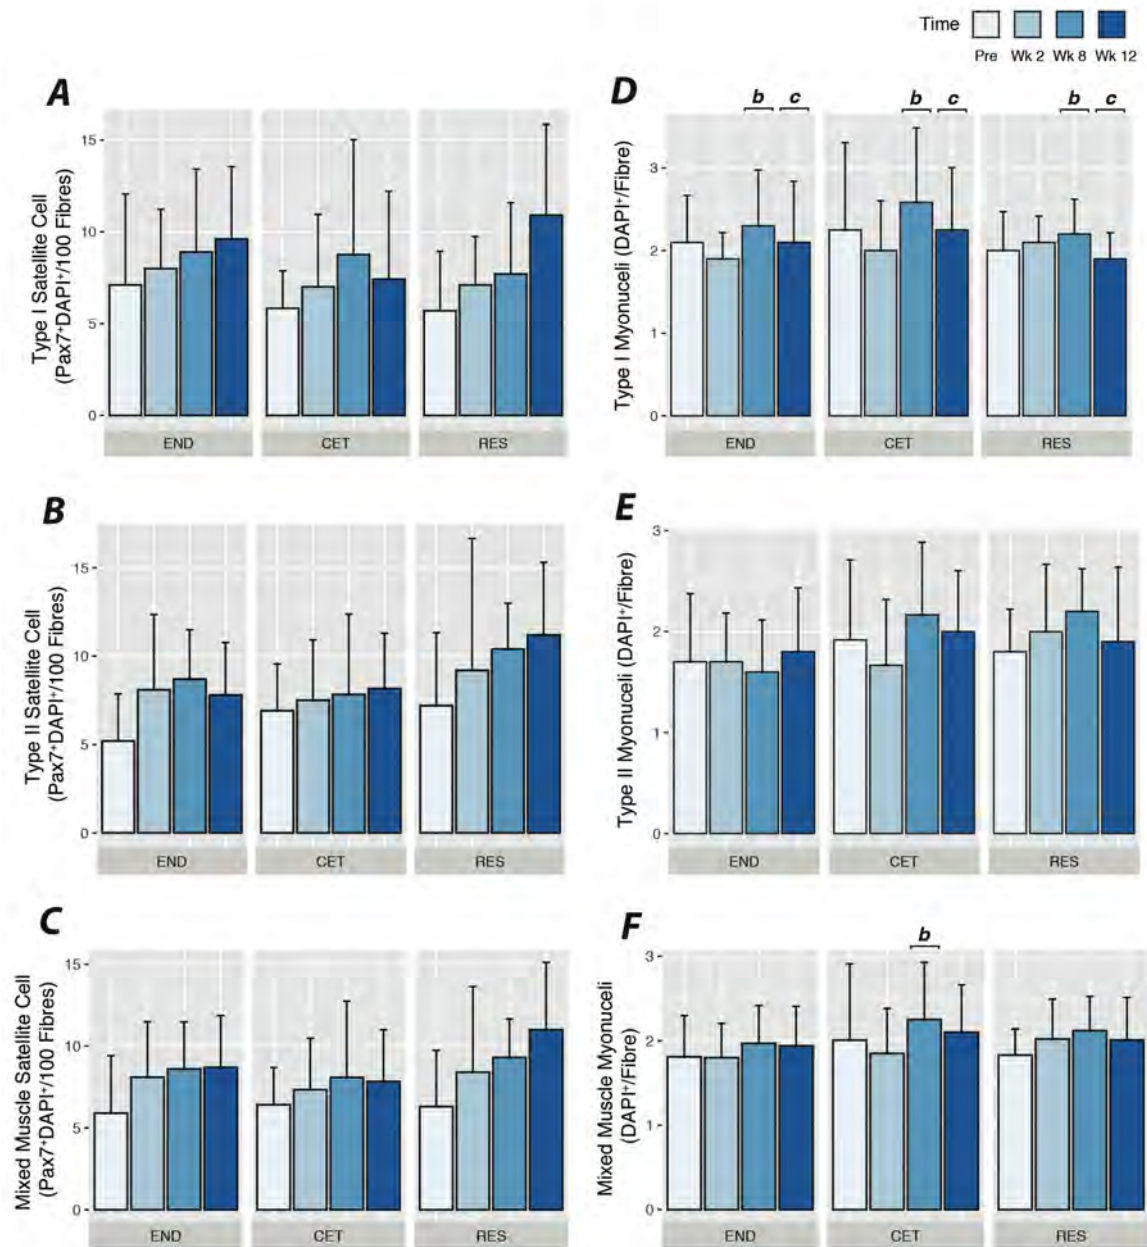 Time
Pre Wk 2 Wk 8 Wk 12
A
Type I Satellite Cell
(Pax7⁺DAPI⁺/100 Fibres)
15
10
5
0
END CET RES
D
b c b c b c
Type I Myonuceli (DAPI⁺/Fibre)
3
2
1
0
END CET RES
B
Type II Satellite Cell
(Pax7⁺DAPI⁺/100 Fibres)
15
10
5
0
END CET RES
E
Type II Myonuceli (DAPI⁺/Fibre)
3
2
1
0
END CET RES
C
Mixed Muscle Satellite Cell
(Pax7⁺DAPI⁺/100 Fibres)
15
10
5
0
END CET RES
F
b
Mixed Muscle Myonuceli
(DAPI⁺/Fibre)
3
2
1
0
END CET RES